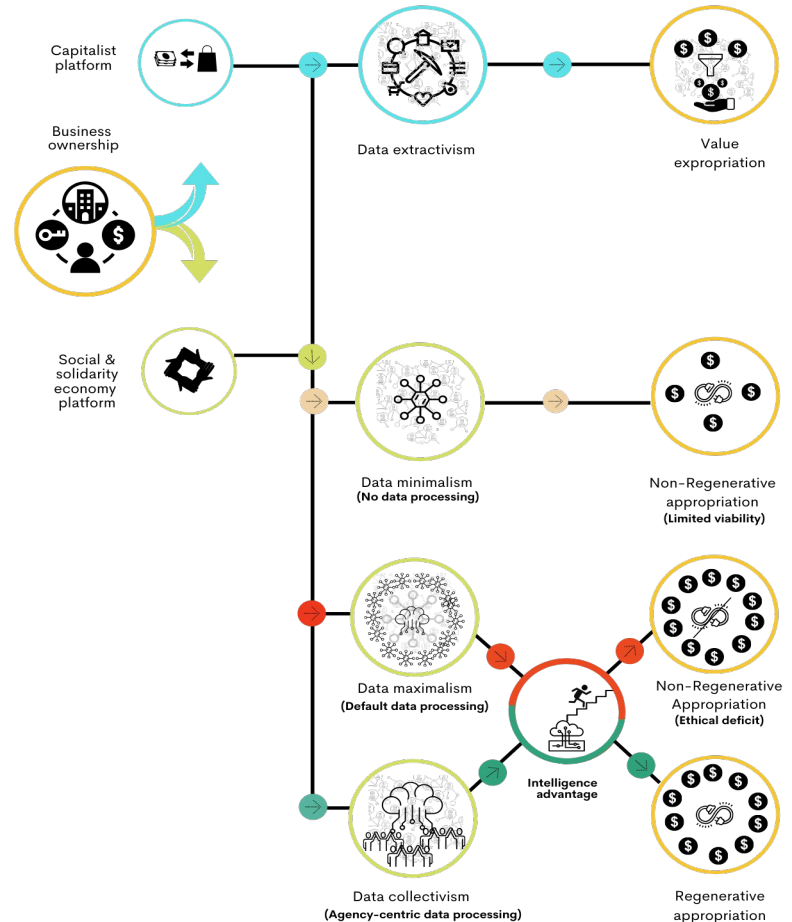 Capitalist
platform
Data extractivism
Value
expropriation
Business
ownership
Social &
solidarity
economy
platform
Data minimalism
(No data processing)
Non-Regenerative
appropriation
(Limited viability)
Data maximalism
(Default data processing)
Non-Regenerative
Appropriation
(Ethical deficit)
Intelligence
advantage
Data collectivism
(Agency-centric data processing)
Regenerative
appropriation